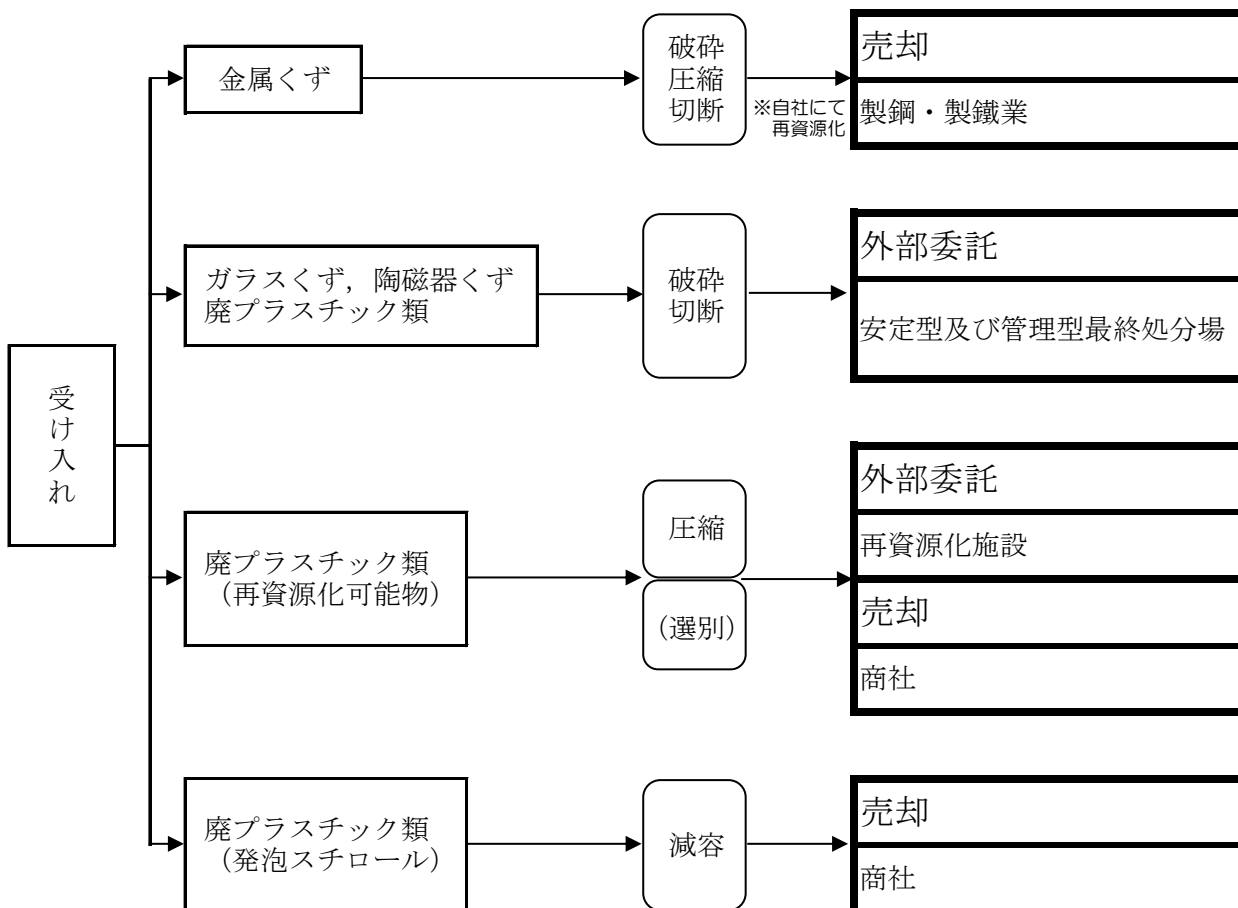 受け入れ
金属くず
破砕
圧縮
切断
※自社にて
再資源化
売却
製鋼・製鐵業
ガラスくず，陶磁器くず
廃プラスチック類
破砕
切断
外部委託
安定型及び管理型最終処分場
廃プラスチック類
（再資源化可能物）
圧縮
（選別）
外部委託
再資源化施設
売却
商社
廃プラスチック類
（発泡スチロール）
減容
売却
商社